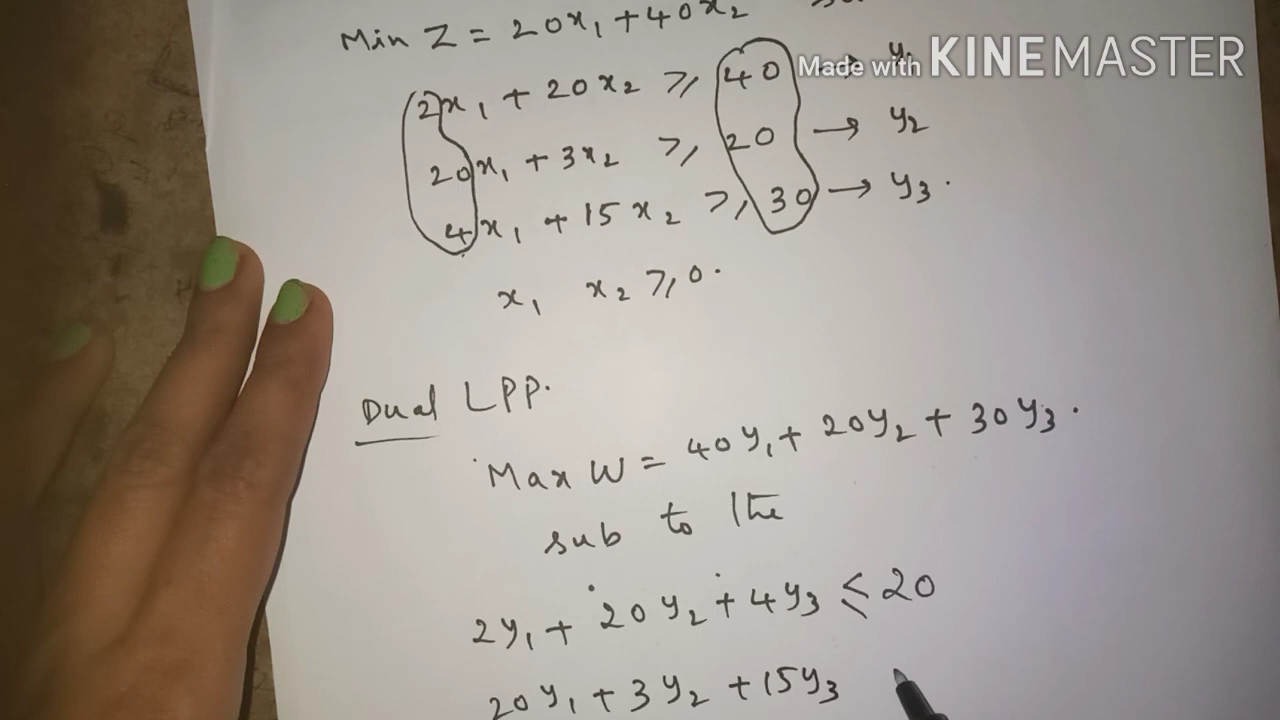 Min Z = 20x₁ + 40x₂
Made with KINEMASTER
2x₁ + 20x₂ ≥ 40 → y₁
20x₁ + 3x₂ ≥ 20 → y₂
4x₁ + 15x₂ ≥ 30 → y₃.
x₁ x₂ ≥ 0.
Dual LPP.
Max W = 40y₁ + 20y₂ + 30y₃.
sub to the
2y₁ + 20y₂ + 4y₃ ≤ 20
20y₁ + 3y₂ + 15y₃